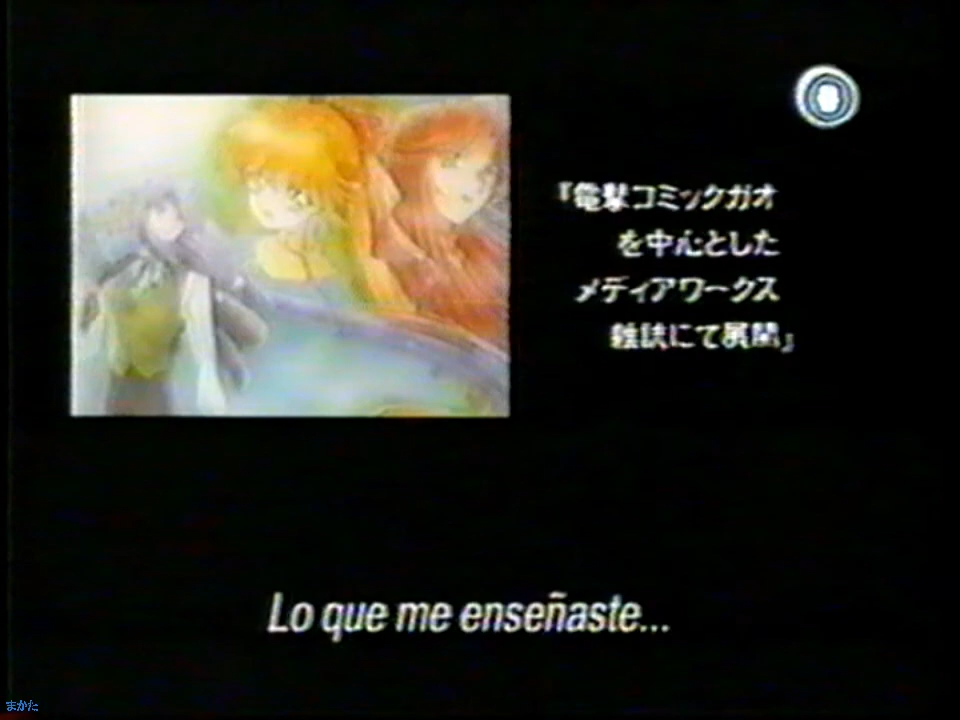 『電撃コミックガオ
を中心とした
メディアワークス
雑誌にて展開』
Lo que me enseñaste...
まかた